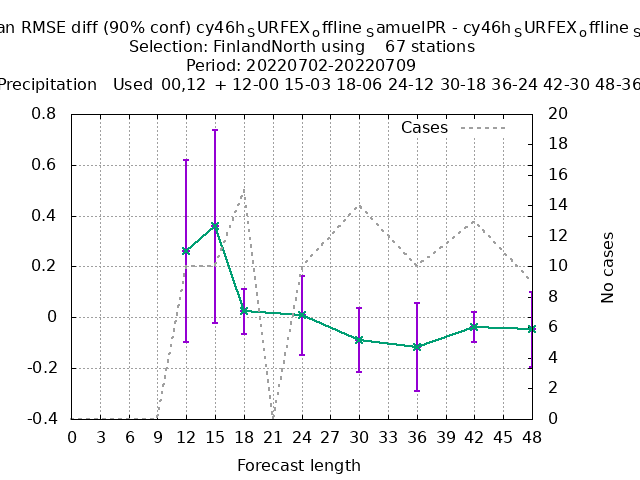 an RMSE diff (90% conf) cy46h_SURFEX_offline_samuelPR - cy46h_SURFEX_offline_s
Selection: FinlandNorth using 67 stations
Period: 20220702-20220709
Precipitation Used 00,12 + 12-00 15-03 18-06 24-12 30-18 36-24 42-30 48-36
Cases
0.8
0.6
0.4
0.2
0
-0.2
-0.4
20
18
16
14
12
10
8
6
4
2
0
No cases
0 3 6 9 12 15 18 21 24 27 30 33 36 39 42 45 48
Forecast length